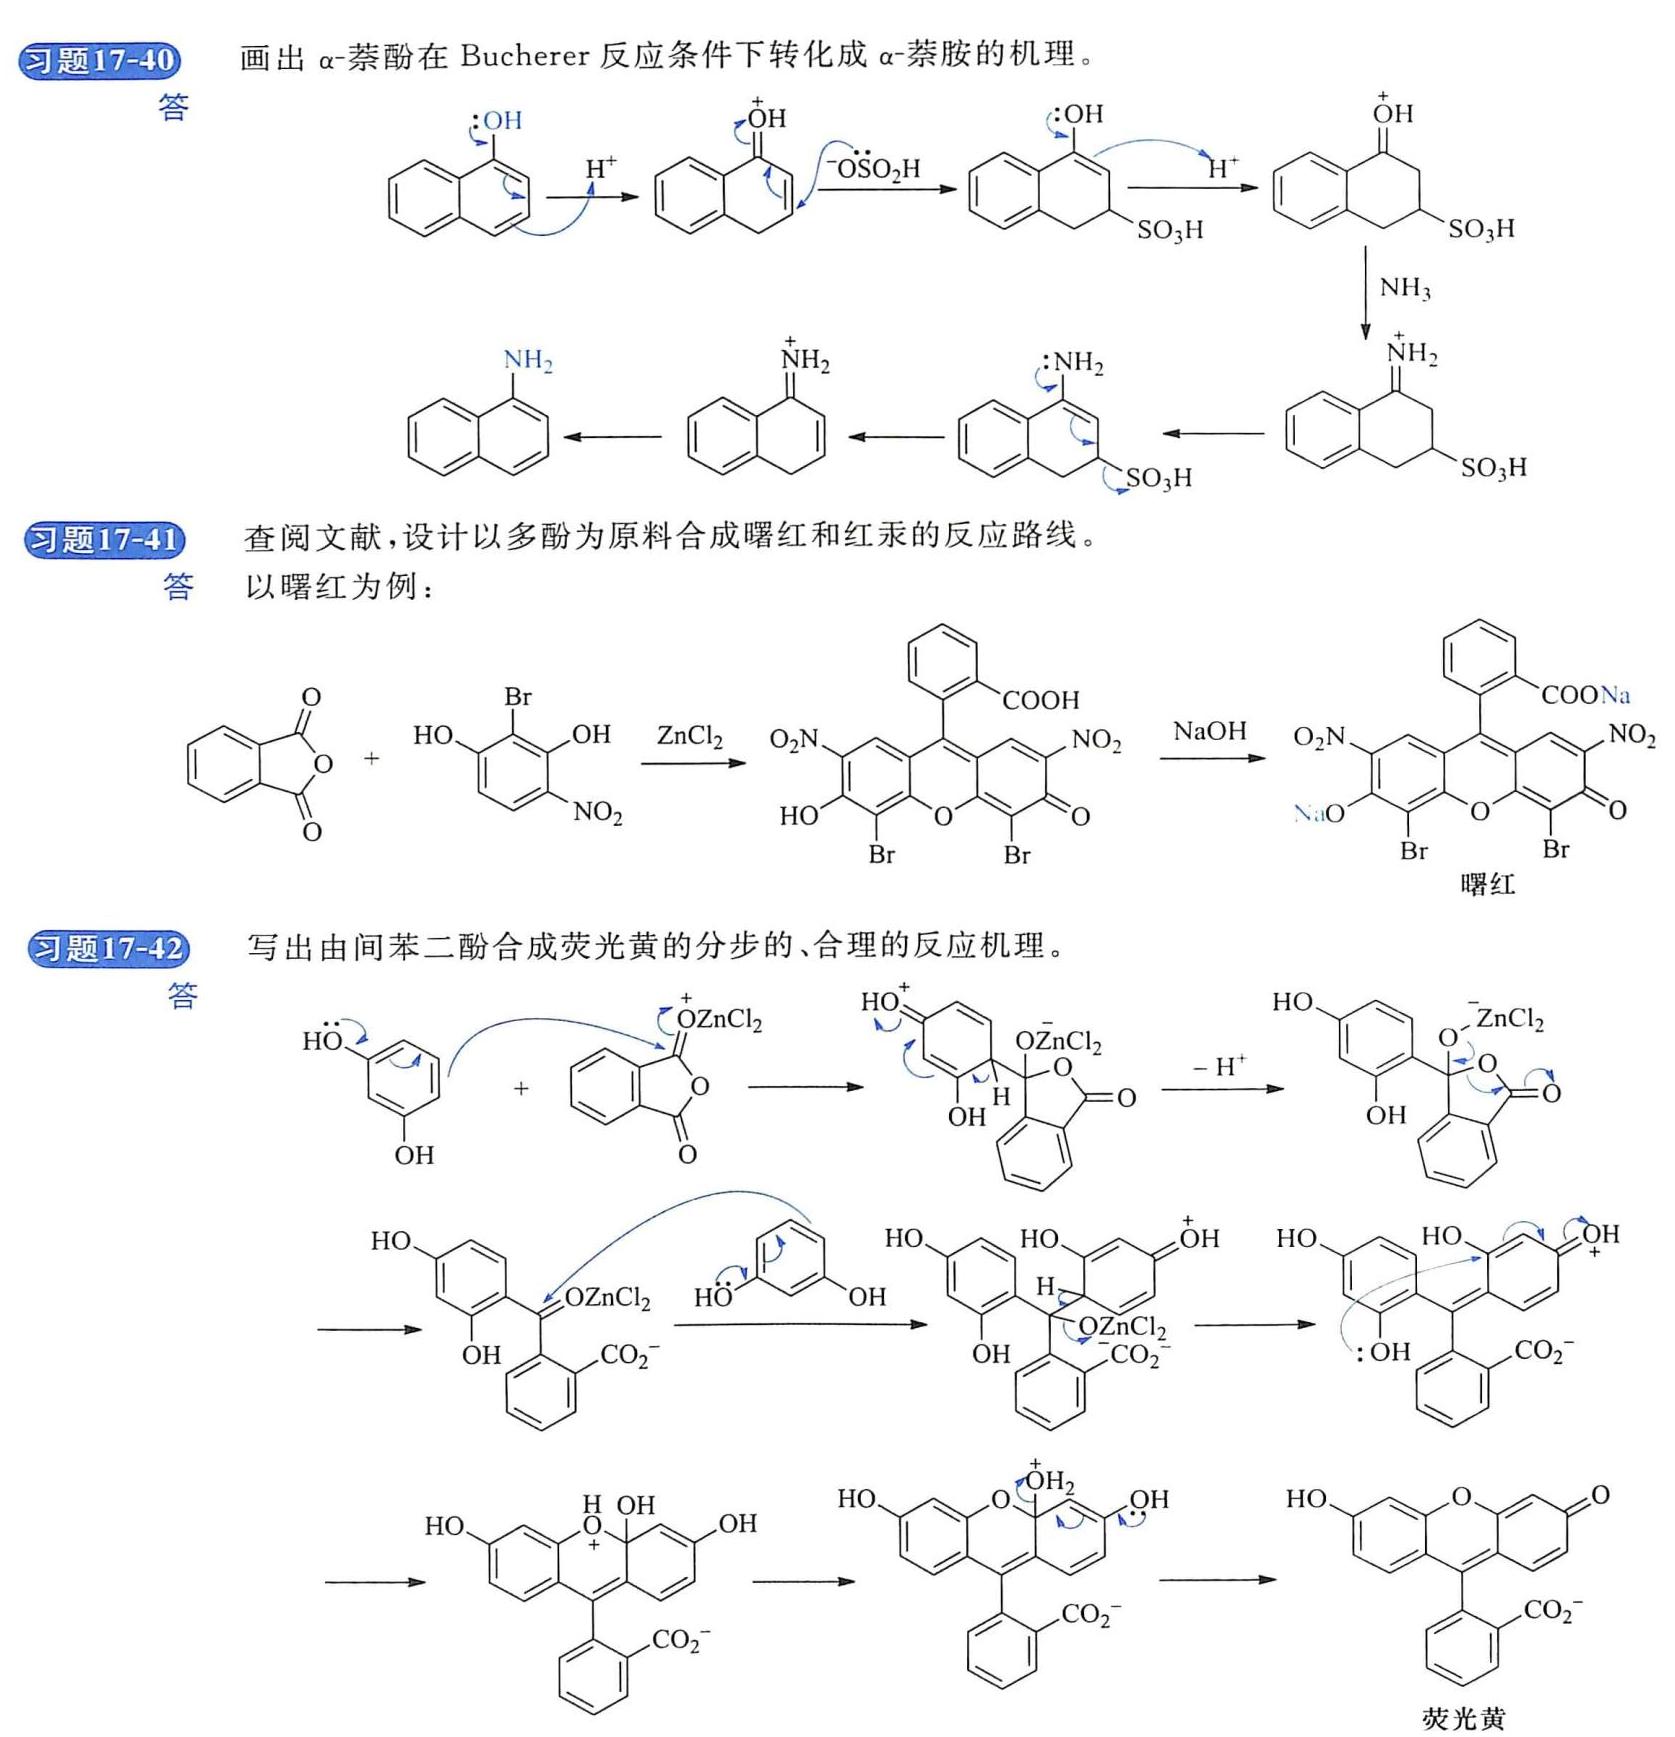 习题17-40 画出 α-萘酚在 Bucherer 反应条件下转化成 α-萘胺的机理。
答
:OH H⁺ ⁺OH ⁻OSO₂H :OH H⁺ ⁺OH
SO₃H SO₃H
NH₃
NH₂ ⁺NH₂ :NH₂ ⁺NH₂
SO₃H SO₃H
习题17-41 查阅文献,设计以多酚为原料合成曙红和红汞的反应路线。
答 以曙红为例:
O O O + Br HO OH NO₂ ZnCl₂ COOH O₂N NO₂ HO O O Br Br NaOH COONa O₂N NO₂ NaO O O Br Br
曙红
习题17-42 写出由间苯二酚合成荧光黄的分步的、合理的反应机理。
答
HO OH + ⁺OZnCl₂ O O HO⁺ O⁻ZnCl₂ O O H OH − H⁺ HO O⁻ZnCl₂ O O OH
HO OZnCl₂ OH CO₂⁻ HO OH HO HO ⁺OH H OZnCl₂⁻ OH CO₂⁻ HO HO OH⁺ :OH CO₂⁻
HO H O⁺ OH OH CO₂⁻ HO O ⁺OH₂ OH CO₂⁻ HO O O CO₂⁻
荧光黄